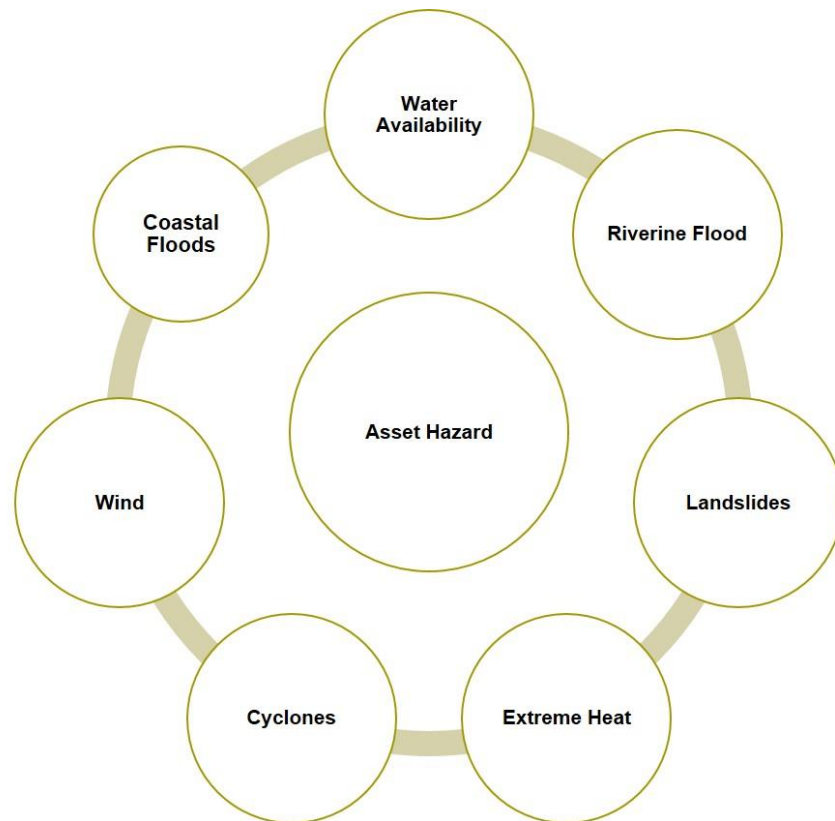 Water
Availability
Coastal
Floods
Riverine Flood
Asset Hazard
Wind
Landslides
Cyclones
Extreme Heat